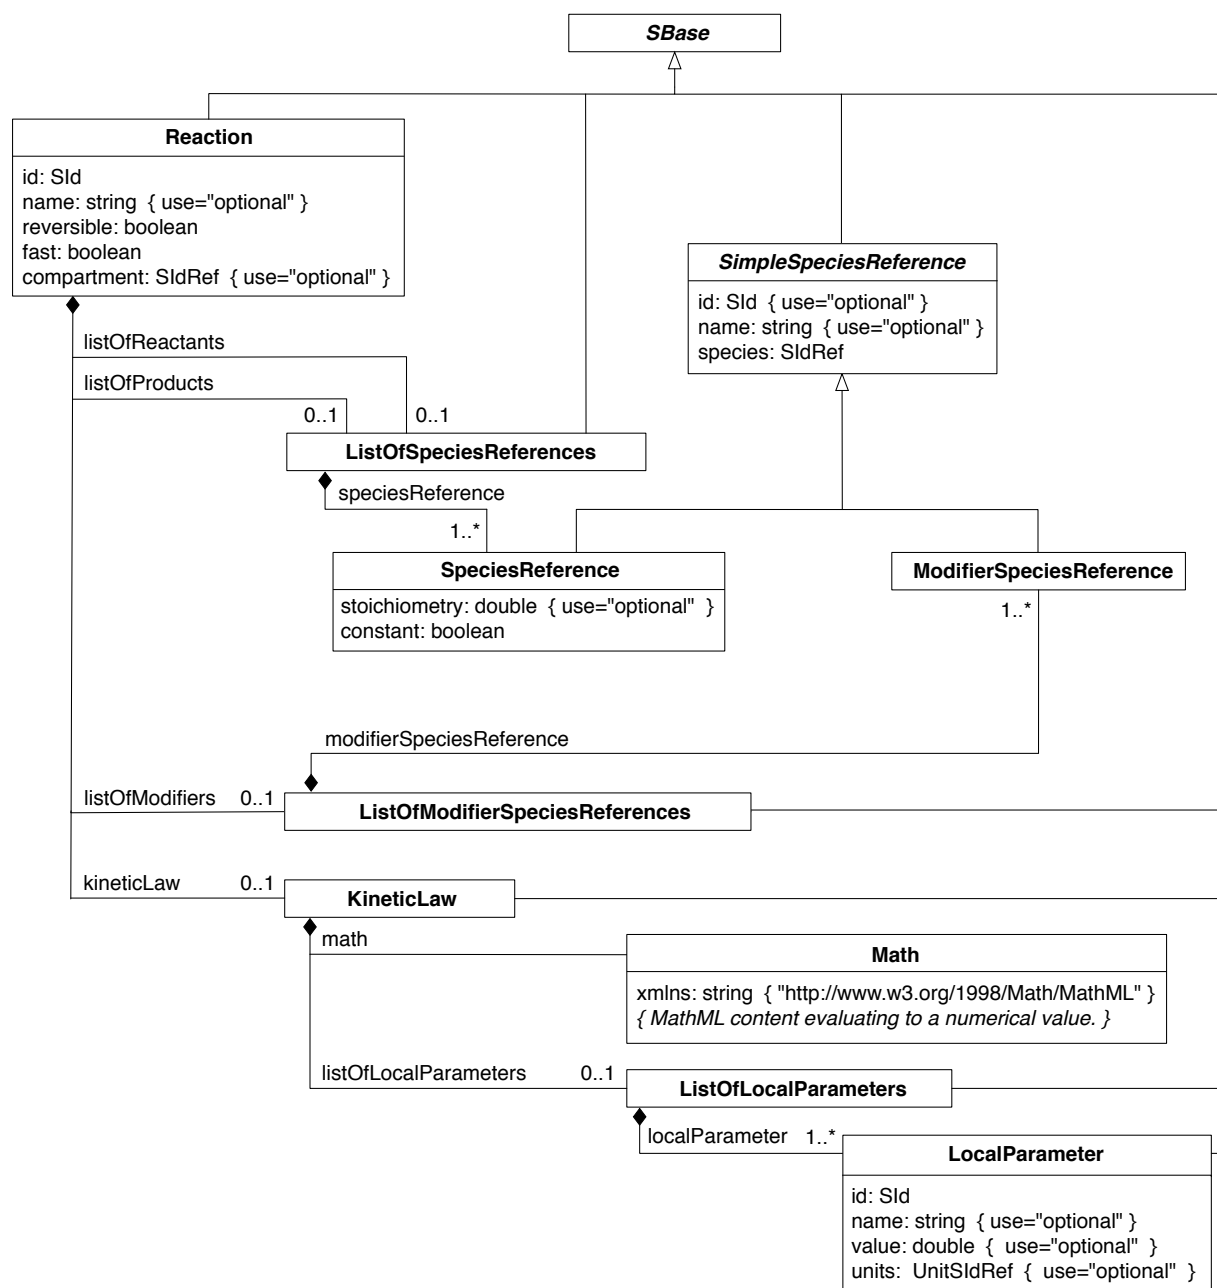 SBase
Reaction
id: SId
name: string { use="optional" }
reversible: boolean
fast: boolean
compartment: SIdRef { use="optional" }
SimpleSpeciesReference
id: SId { use="optional" }
name: string { use="optional" }
species: SIdRef
listOfReactants
listOfProducts
0..1
0..1
ListOfSpeciesReferences
speciesReference
1..*
SpeciesReference
stoichiometry: double { use="optional" }
constant: boolean
ModifierSpeciesReference
1..*
modifierSpeciesReference
listOfModifiers 0..1
ListOfModifierSpeciesReferences
kineticLaw 0..1
KineticLaw
math
Math
xmlns: string { "http://www.w3.org/1998/Math/MathML" }
{ MathML content evaluating to a numerical value. }
listOfLocalParameters 0..1
ListOfLocalParameters
localParameter 1..*
LocalParameter
id: SId
name: string { use="optional" }
value: double { use="optional" }
units: UnitSIdRef { use="optional" }